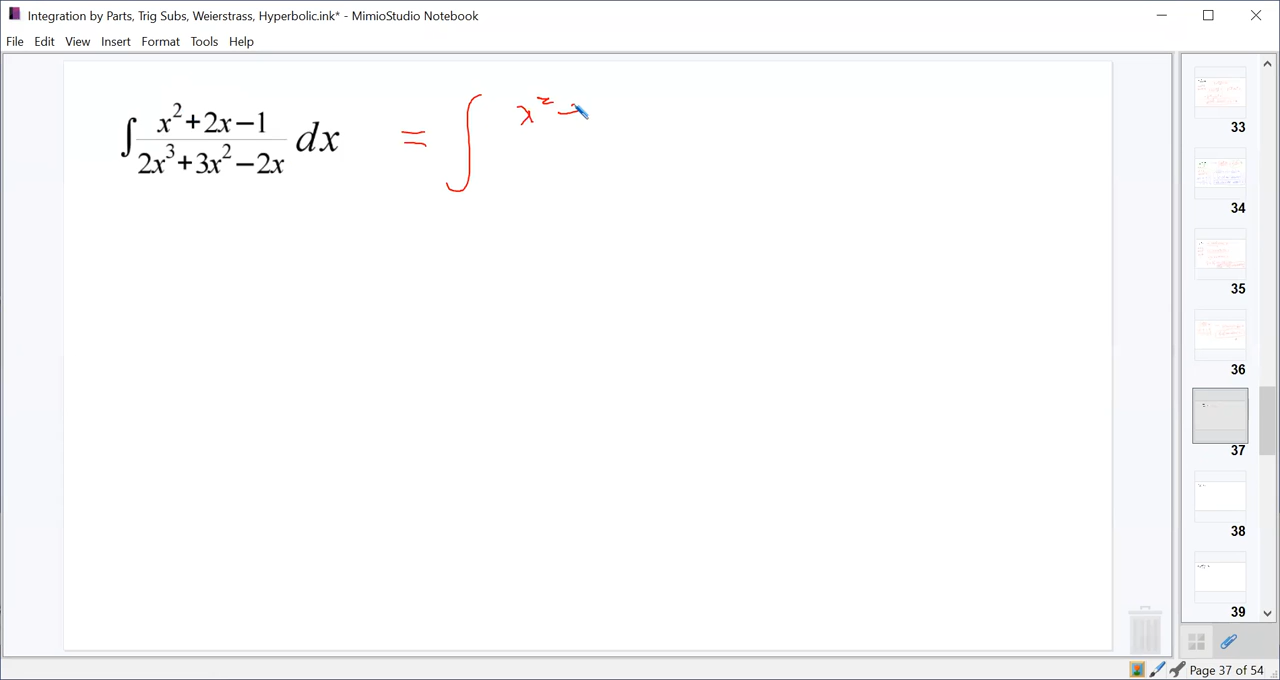 Integration by Parts, Trig Subs, Weierstrass, Hyperbolic.ink* - MimioStudio Notebook
File Edit View Insert Format Tools Help
∫ (x²+2x−1)/(2x³+3x²−2x) dx = ∫ x²
33
34
35
36
37
38
39
Page 37 of 54